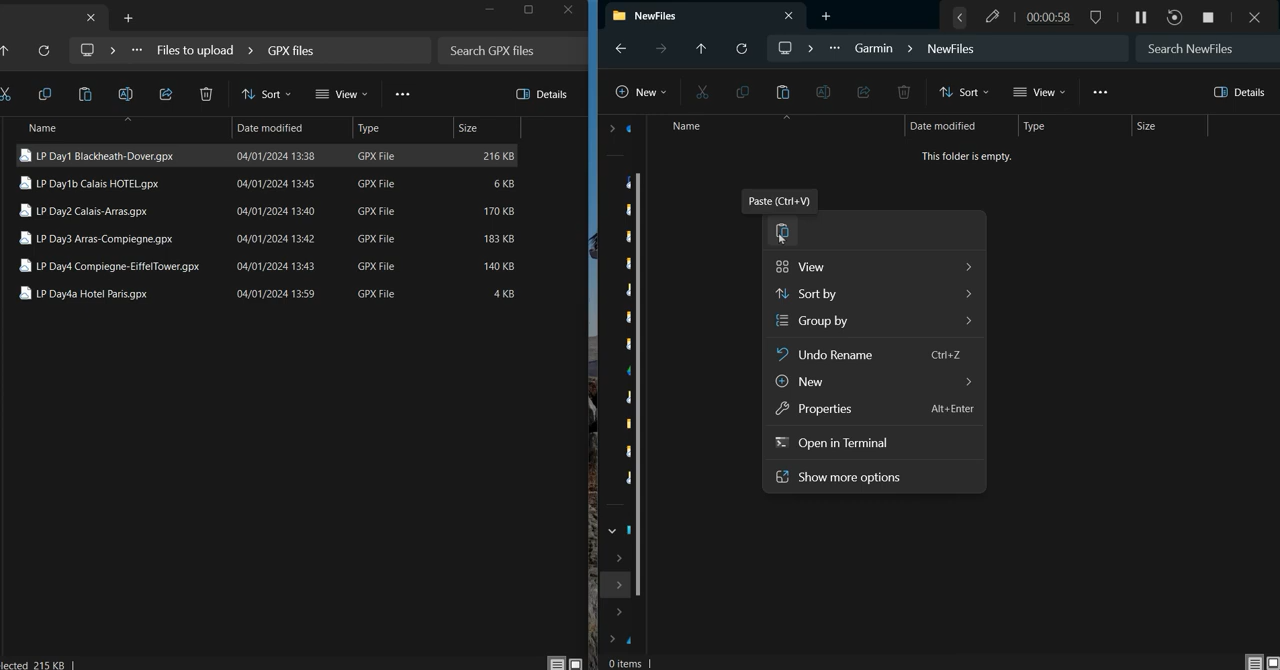 Files to upload > GPX files
Search GPX files
Sort
View
Details
Name
Date modified
Type
Size
LP Day1 Blackheath-Dover.gpx 04/01/2024 13:38 GPX File 216 KB
LP Day1b Calais HOTEL.gpx 04/01/2024 13:45 GPX File 6 KB
LP Day2 Calais-Arras.gpx 04/01/2024 13:40 GPX File 170 KB
LP Day3 Arras-Compiegne.gpx 04/01/2024 13:42 GPX File 183 KB
LP Day4 Compiegne-EiffelTower.gpx 04/01/2024 13:43 GPX File 140 KB
LP Day4a Hotel Paris.gpx 04/01/2024 13:59 GPX File 4 KB
lected 215 KB
NewFiles
00:00:58
Garmin > NewFiles
Search NewFiles
New
Sort
View
Details
Name
Date modified
Type
Size
This folder is empty.
Paste (Ctrl+V)
View
Sort by
Group by
Undo Rename Ctrl+Z
New
Properties Alt+Enter
Open in Terminal
Show more options
0 items